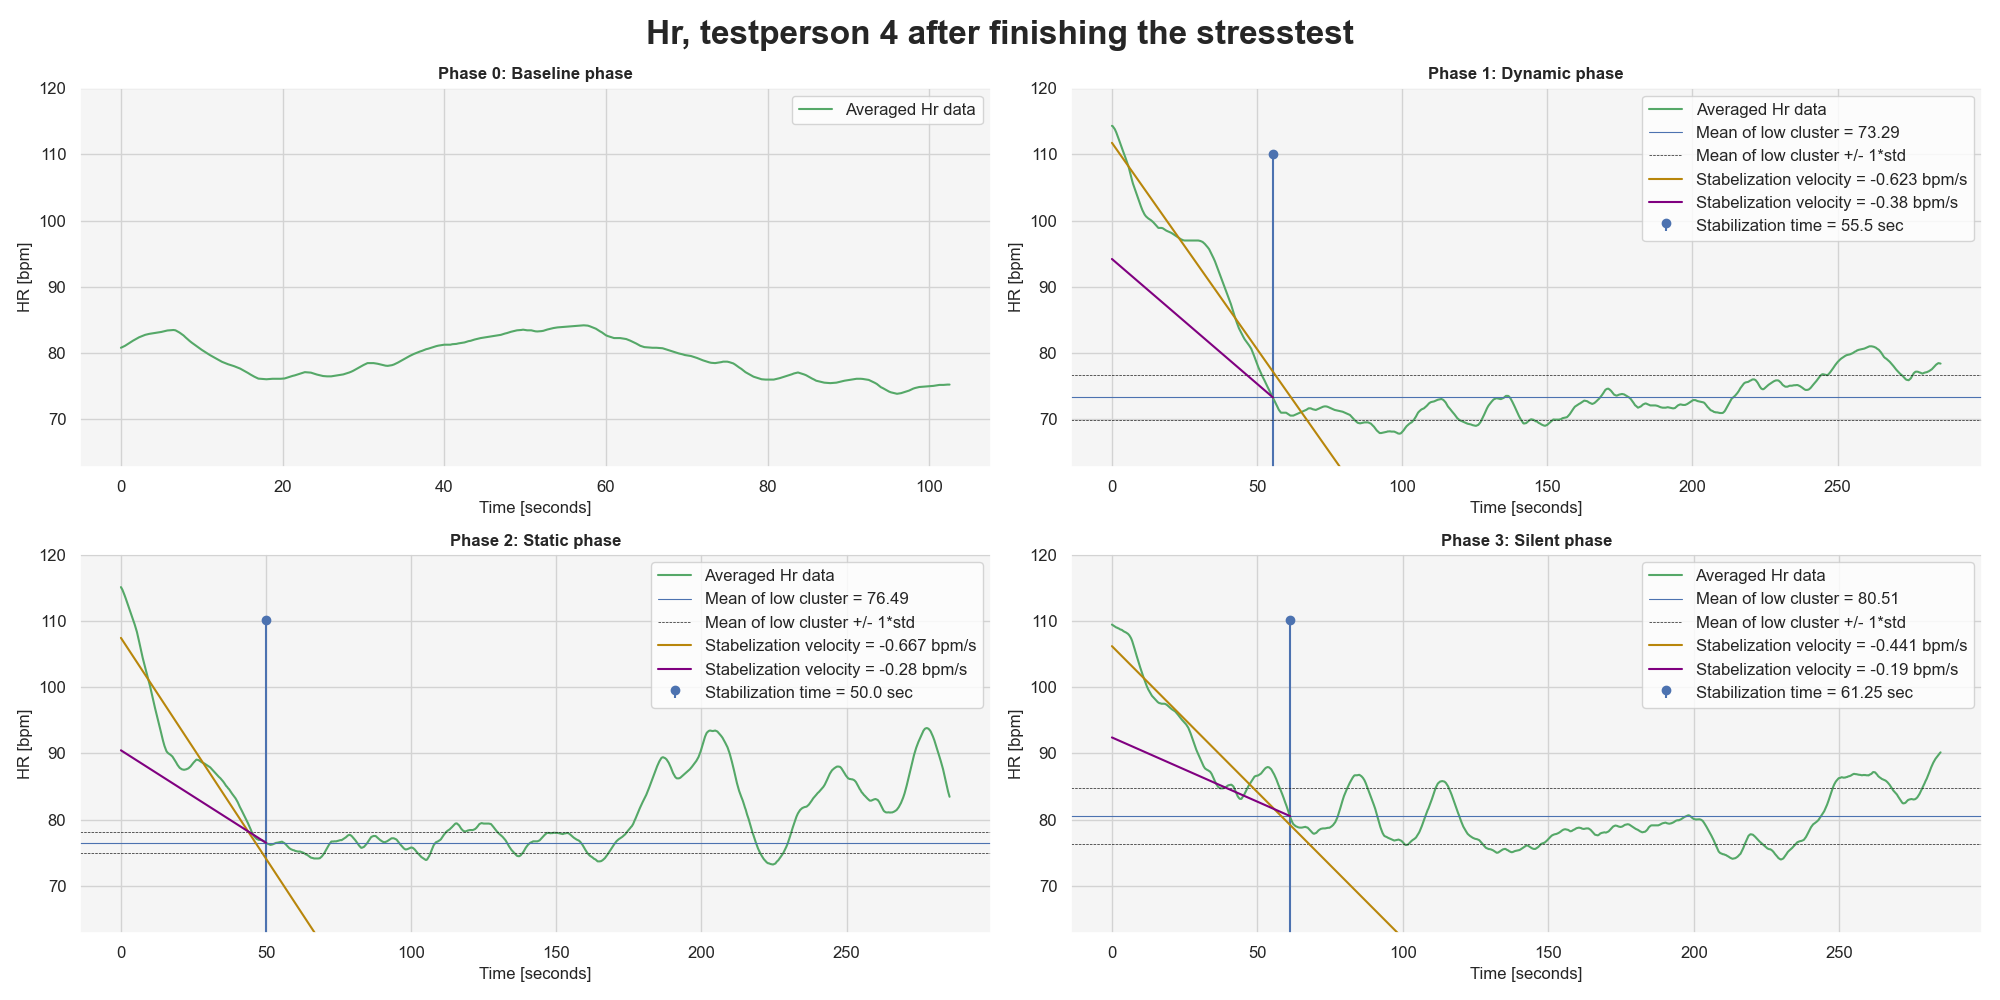 Hr, testperson 4 after finishing the stresstest
Phase 0: Baseline phase
120
110
100
90
80
70
HR [bpm]
Averaged Hr data
0 20 40 60 80 100
Time [seconds]
Phase 1: Dynamic phase
120
110
100
90
80
70
HR [bpm]
Averaged Hr data
Mean of low cluster = 73.29
Mean of low cluster +/- 1*std
Stabelization velocity = -0.623 bpm/s
Stabelization velocity = -0.38 bpm/s
Stabilization time = 55.5 sec
0 50 100 150 200 250
Time [seconds]
Phase 2: Static phase
120
110
100
90
80
70
HR [bpm]
Averaged Hr data
Mean of low cluster = 76.49
Mean of low cluster +/- 1*std
Stabelization velocity = -0.667 bpm/s
Stabelization velocity = -0.28 bpm/s
Stabilization time = 50.0 sec
0 50 100 150 200 250
Time [seconds]
Phase 3: Silent phase
120
110
100
90
80
70
HR [bpm]
Averaged Hr data
Mean of low cluster = 80.51
Mean of low cluster +/- 1*std
Stabelization velocity = -0.441 bpm/s
Stabelization velocity = -0.19 bpm/s
Stabilization time = 61.25 sec
0 50 100 150 200 250
Time [seconds]